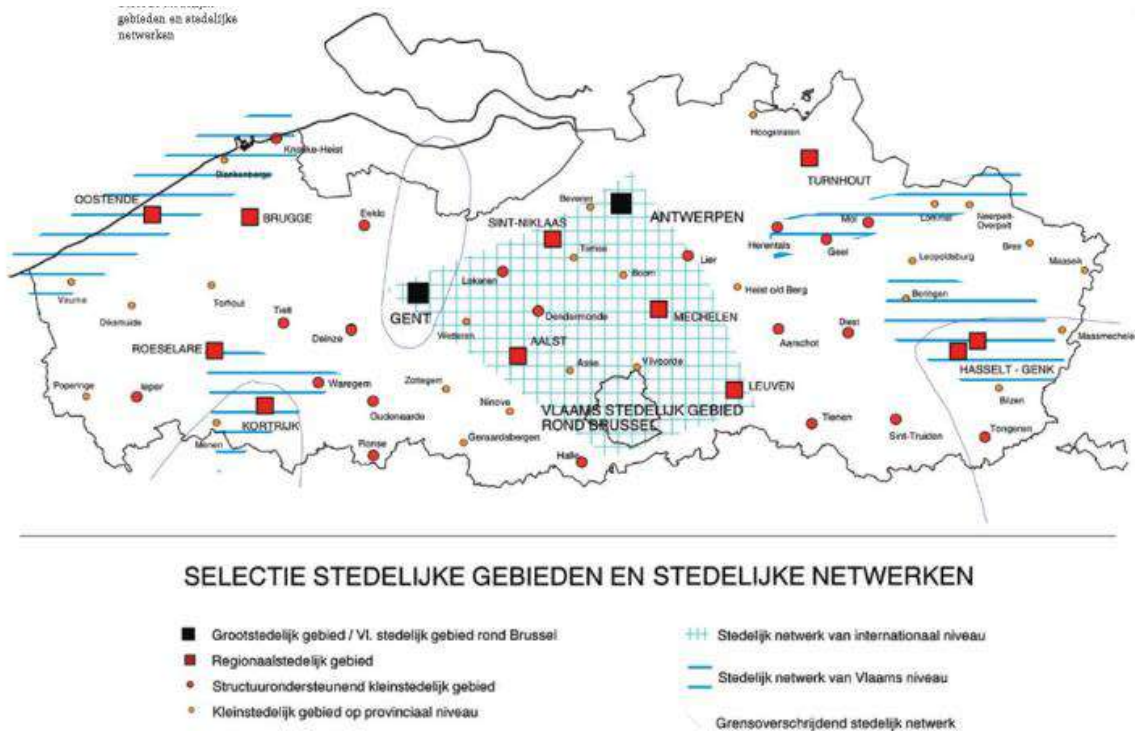 gebieden en stedelijke
netwerken
Hoogstraten
Knokke-Heist
Blankenberge
TURNHOUT
OOSTENDE
BRUGGE
Eeklo
Beveren
ANTWERPEN
SINT-NIKLAAS
Mol
Lommel
Neerpelt-
Overpelt
Herentals
Geel
Bree
Temse
Lier
Leopoldsburg
Maaseik
Lokeren
Boom
Veurne
Torhout
Heist o/d Berg
Beringen
Diksmuide
GENT
Dendermonde
MECHELEN
Tielt
Wetteren
Deinze
Aarschot
Diest
Maasmechelen
ROESELARE
AALST
Asse
Vilvoorde
HASSELT - GENK
Poperinge
Ieper
Waregem
Zottegem
LEUVEN
Bilzen
Oudenaarde
Ninove
VLAAMS STEDELIJK GEBIED
ROND BRUSSEL
KORTRIJK
Tienen
Sint-Truiden
Tongeren
Menen
Ronse
Geraardsbergen
Halle
SELECTIE STEDELIJKE GEBIEDEN EN STEDELIJKE NETWERKEN
Grootstedelijk gebied / Vl. stedelijk gebied rond Brussel
Regionaalstedelijk gebied
Structuurondersteunend kleinstedelijk gebied
Kleinstedelijk gebied op provinciaal niveau
Stedelijk netwerk van internationaal niveau
Stedelijk netwerk van Vlaams niveau
Grensoverschrijdend stedelijk netwerk